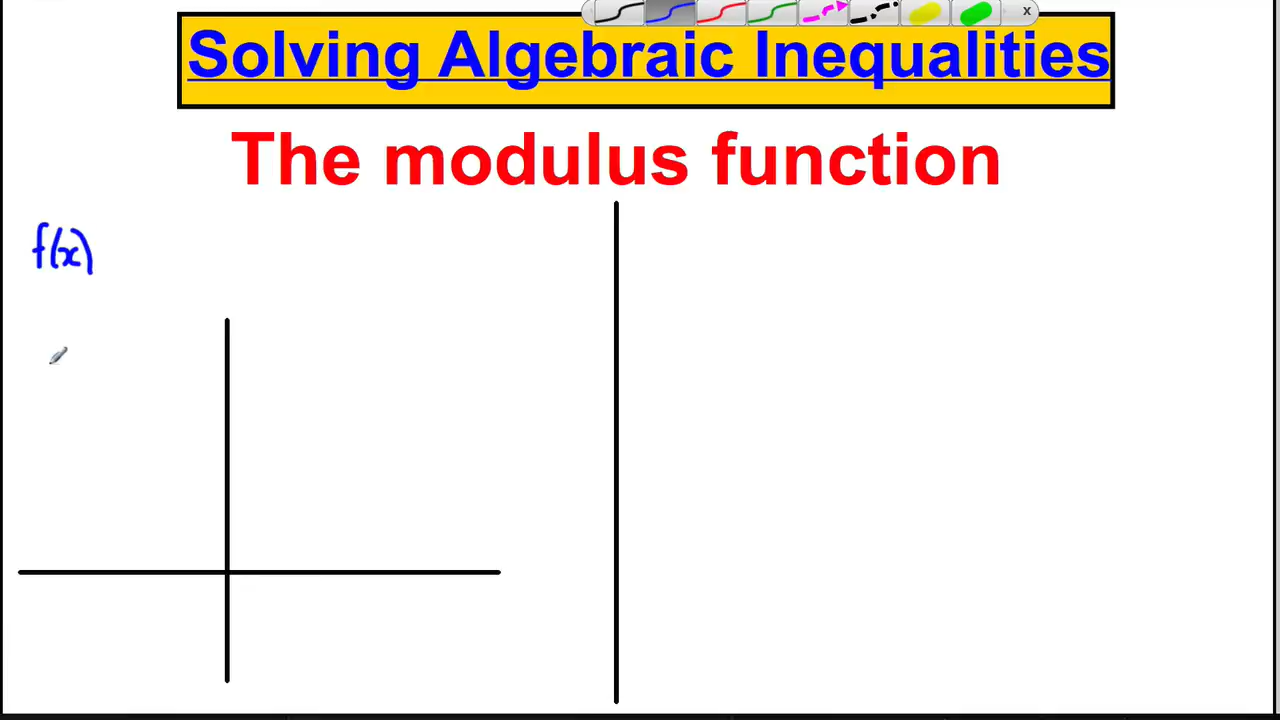 Solving Algebraic Inequalities
The modulus function
f(x)